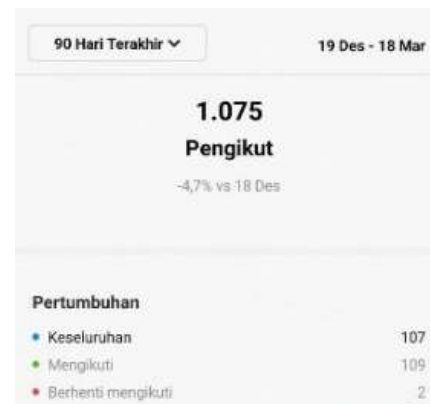 90 Hari Terakhir
19 Des - 18 Mar
1.075
Pengikut
-4,7% vs 18 Des
Pertumbuhan
Keseluruhan 107
Mengikuti 109
Berhenti mengikuti 2